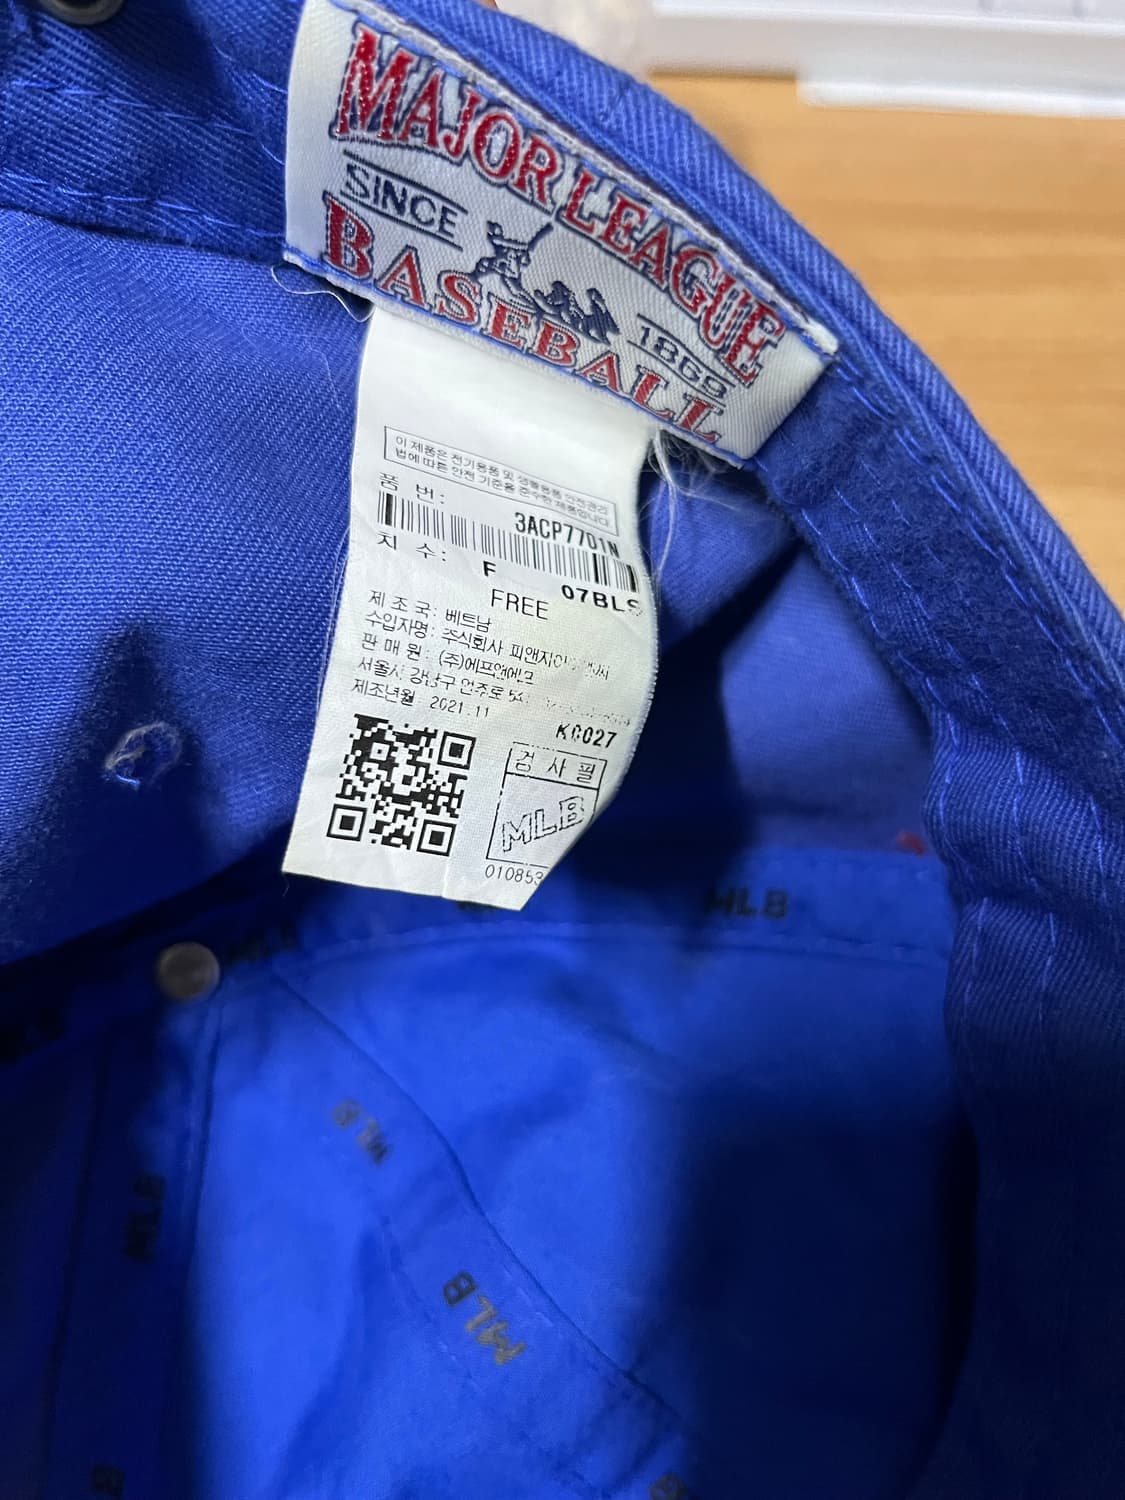 MAJOR LEAGUE
SINCE 1869
BASEBALL
이 제품은 전기용품 및 생활용품 안전관리
법에 따른 안전 기준을 준수한 제품입니다.
품 번: 3ACP7701N
치 수: F 07BLS
FREE
제 조 국: 베트남
수입자명: 주식회사
판 매 원: (주)에프앤에프
서울시 강남구 언주로
제조년월 2021.11
K0027
검 사 필
MLB
010853
MLB
MLB
MLB
MLB
MLB